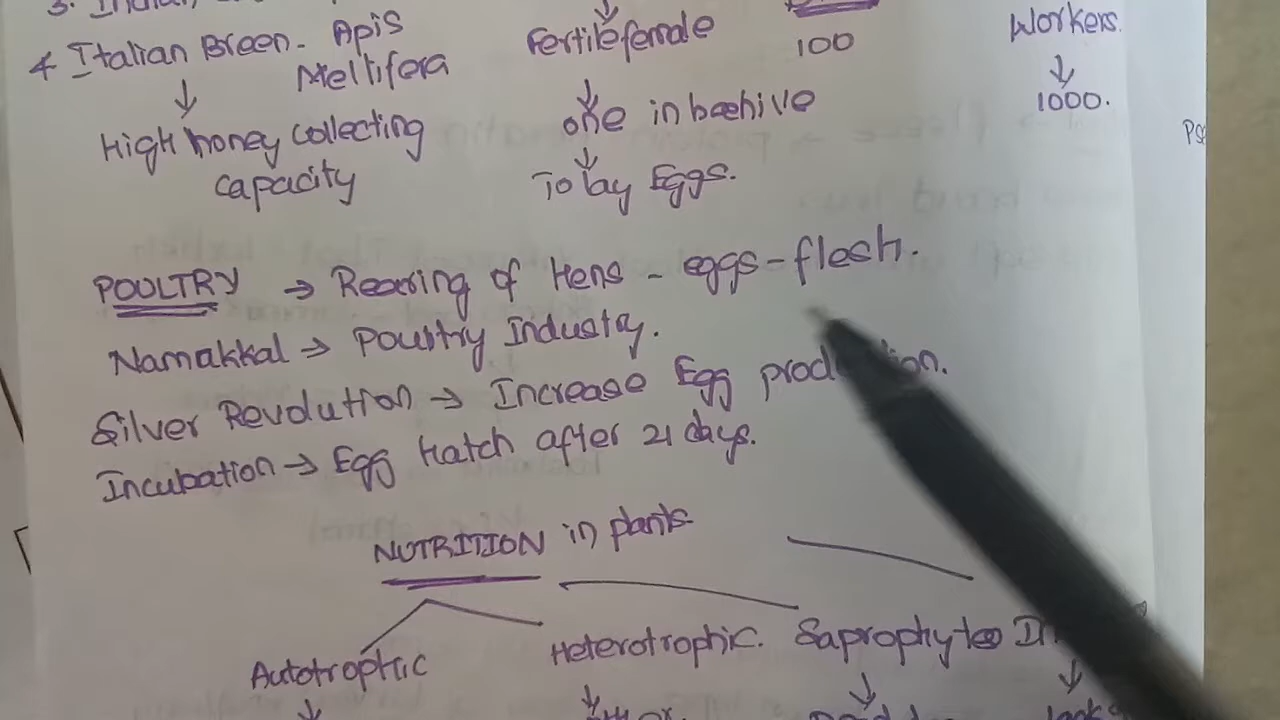 4 Italian Breen - Apis Mellifera
↓
High honey collecting capacity
Fertile female
↓
one in beehive
↓
To lay Eggs.
100
Workers.
↓
1000.
POULTRY → Rearing of Hens - eggs - flesh.
Namakkal → Poultry Industry.
Silver Revolution → Increase Egg
Incubation → Egg Hatch after 21 days.
NUTRITION in plants
Autotrophic
Heterotrophic. Saprophytes